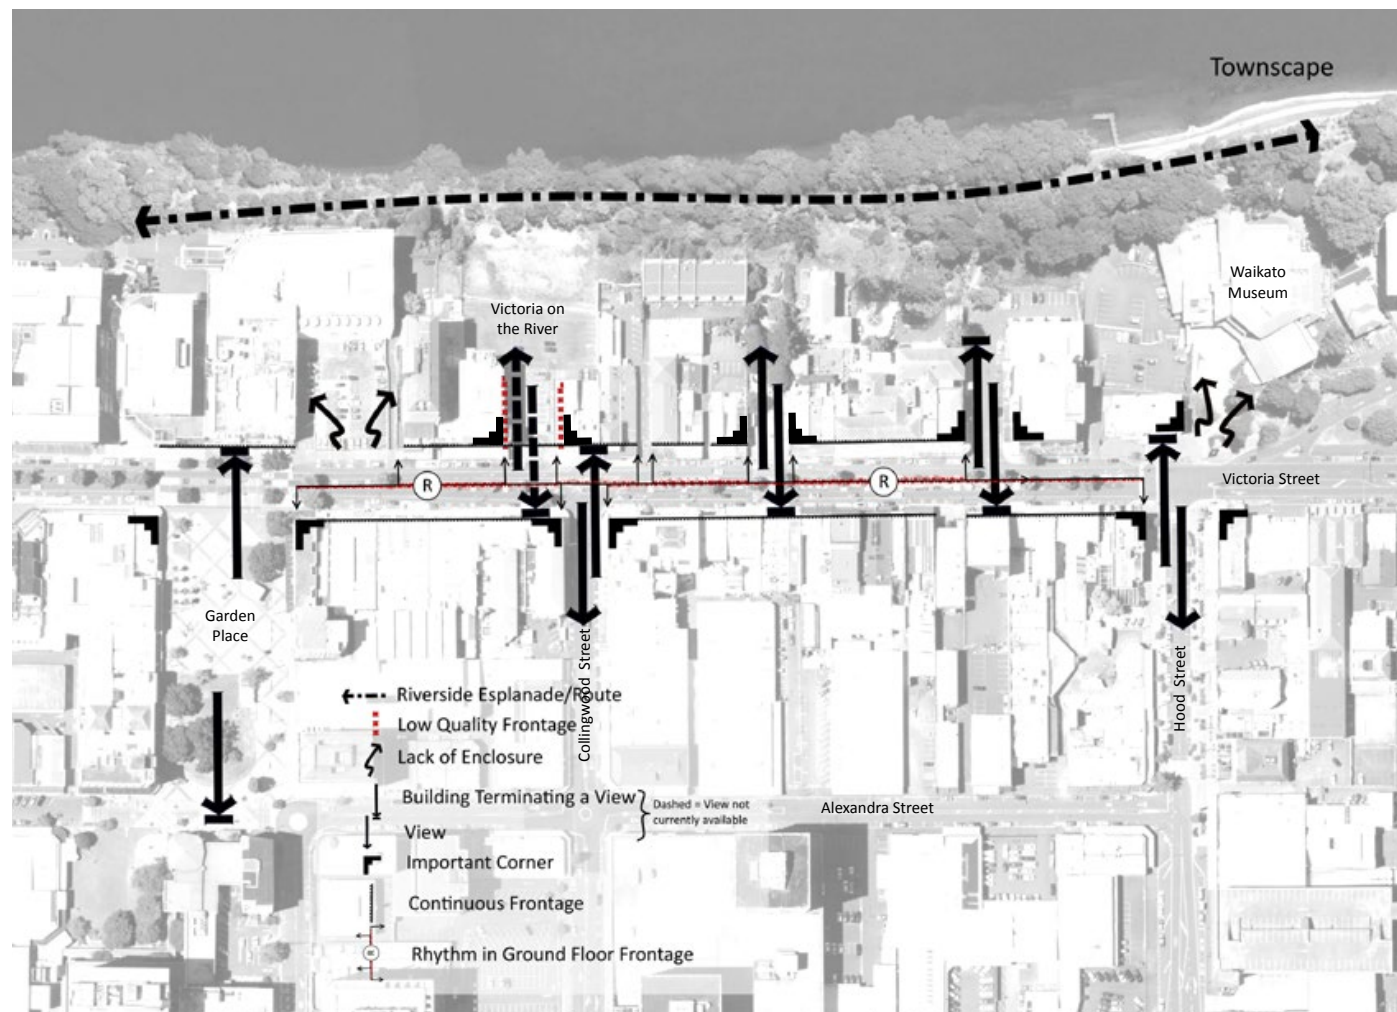 Townscape
Waikato
Museum
Victoria on
the River
R
R
Victoria Street
Garden
Place
Collingwood Street
Hood Street
Riverside Esplanade/Route
Low Quality Frontage
Lack of Enclosure
Building Terminating a View
Dashed = View not
currently available
View
Alexandra Street
Important Corner
Continuous Frontage
Rhythm in Ground Floor Frontage